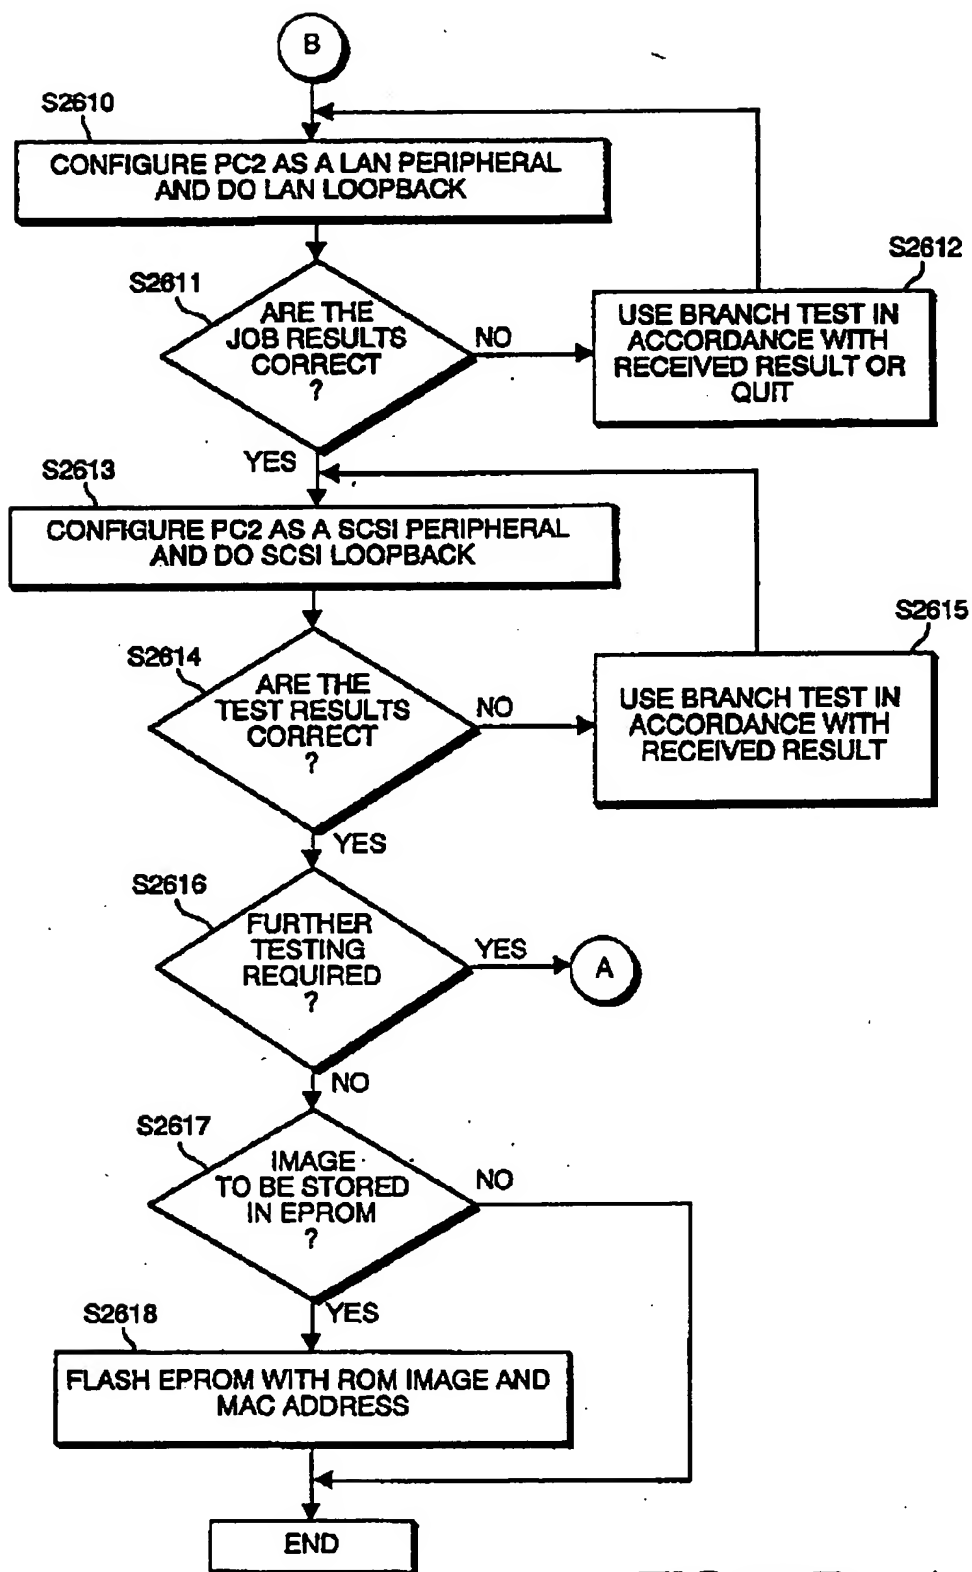 B
S2610
CONFIGURE PC2 AS A LAN PERIPHERAL
AND DO LAN LOOPBACK
S2611
ARE THE
JOB RESULTS
CORRECT
?
NO
S2612
USE BRANCH TEST IN
ACCORDANCE WITH
RECEIVED RESULT OR
QUIT
YES
S2613
CONFIGURE PC2 AS A SCSI PERIPHERAL
AND DO SCSI LOOPBACK
S2614
ARE THE
TEST RESULTS
CORRECT
?
NO
S2615
USE BRANCH TEST IN
ACCORDANCE WITH
RECEIVED RESULT
YES
S2616
FURTHER
TESTING
REQUIRED
?
YES
A
NO
S2617
IMAGE
TO BE STORED
IN EPROM
?
NO
YES
S2618
FLASH EPROM WITH ROM IMAGE AND
MAC ADDRESS
END